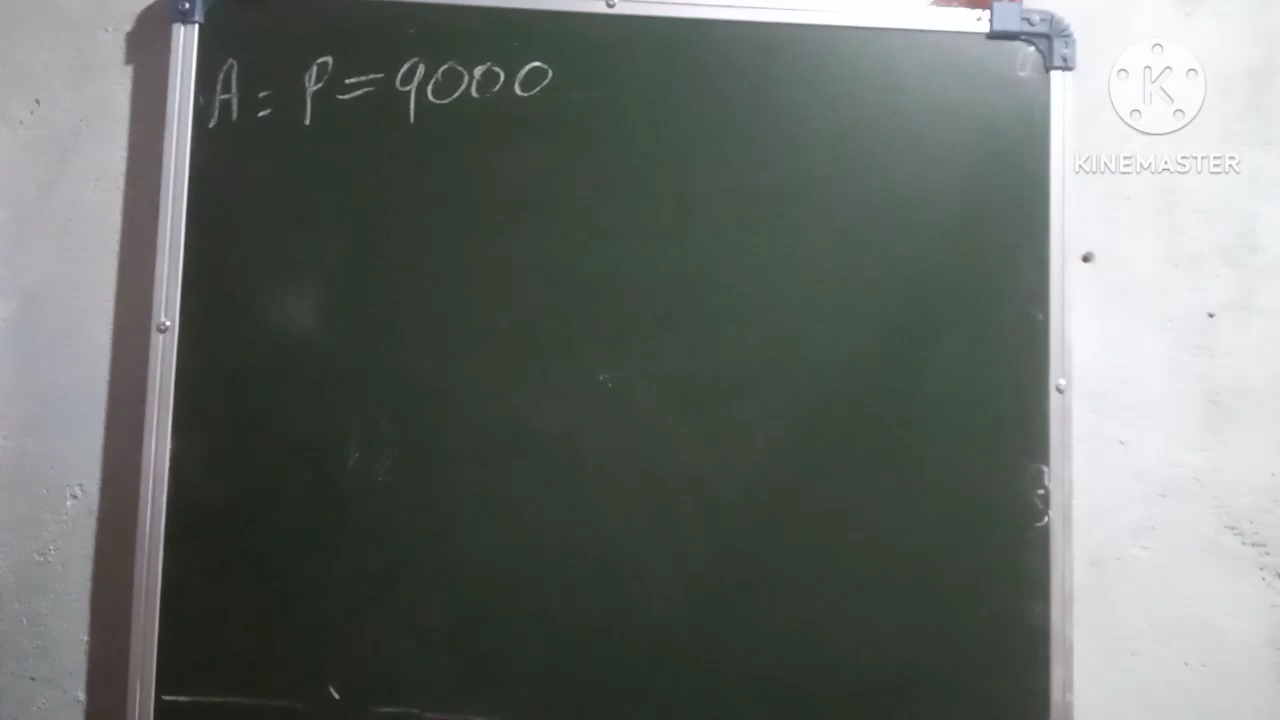 A = P = 9000
K
KINEMASTER